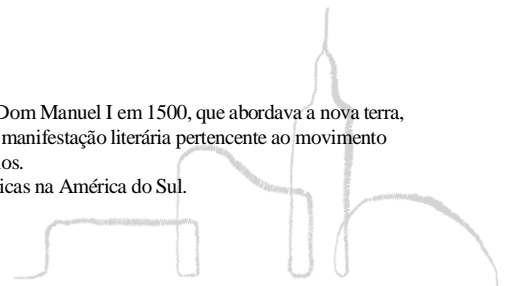 Dom Manuel I em 1500, que abordava a nova terra,
manifestação literária pertencente ao movimento
os.
icas na América do Sul.